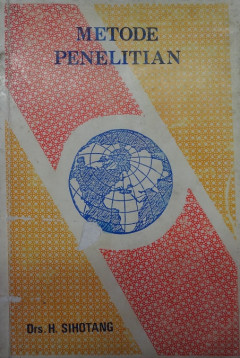 METODE
PENELITIAN
Drs. H. SIHOTANG